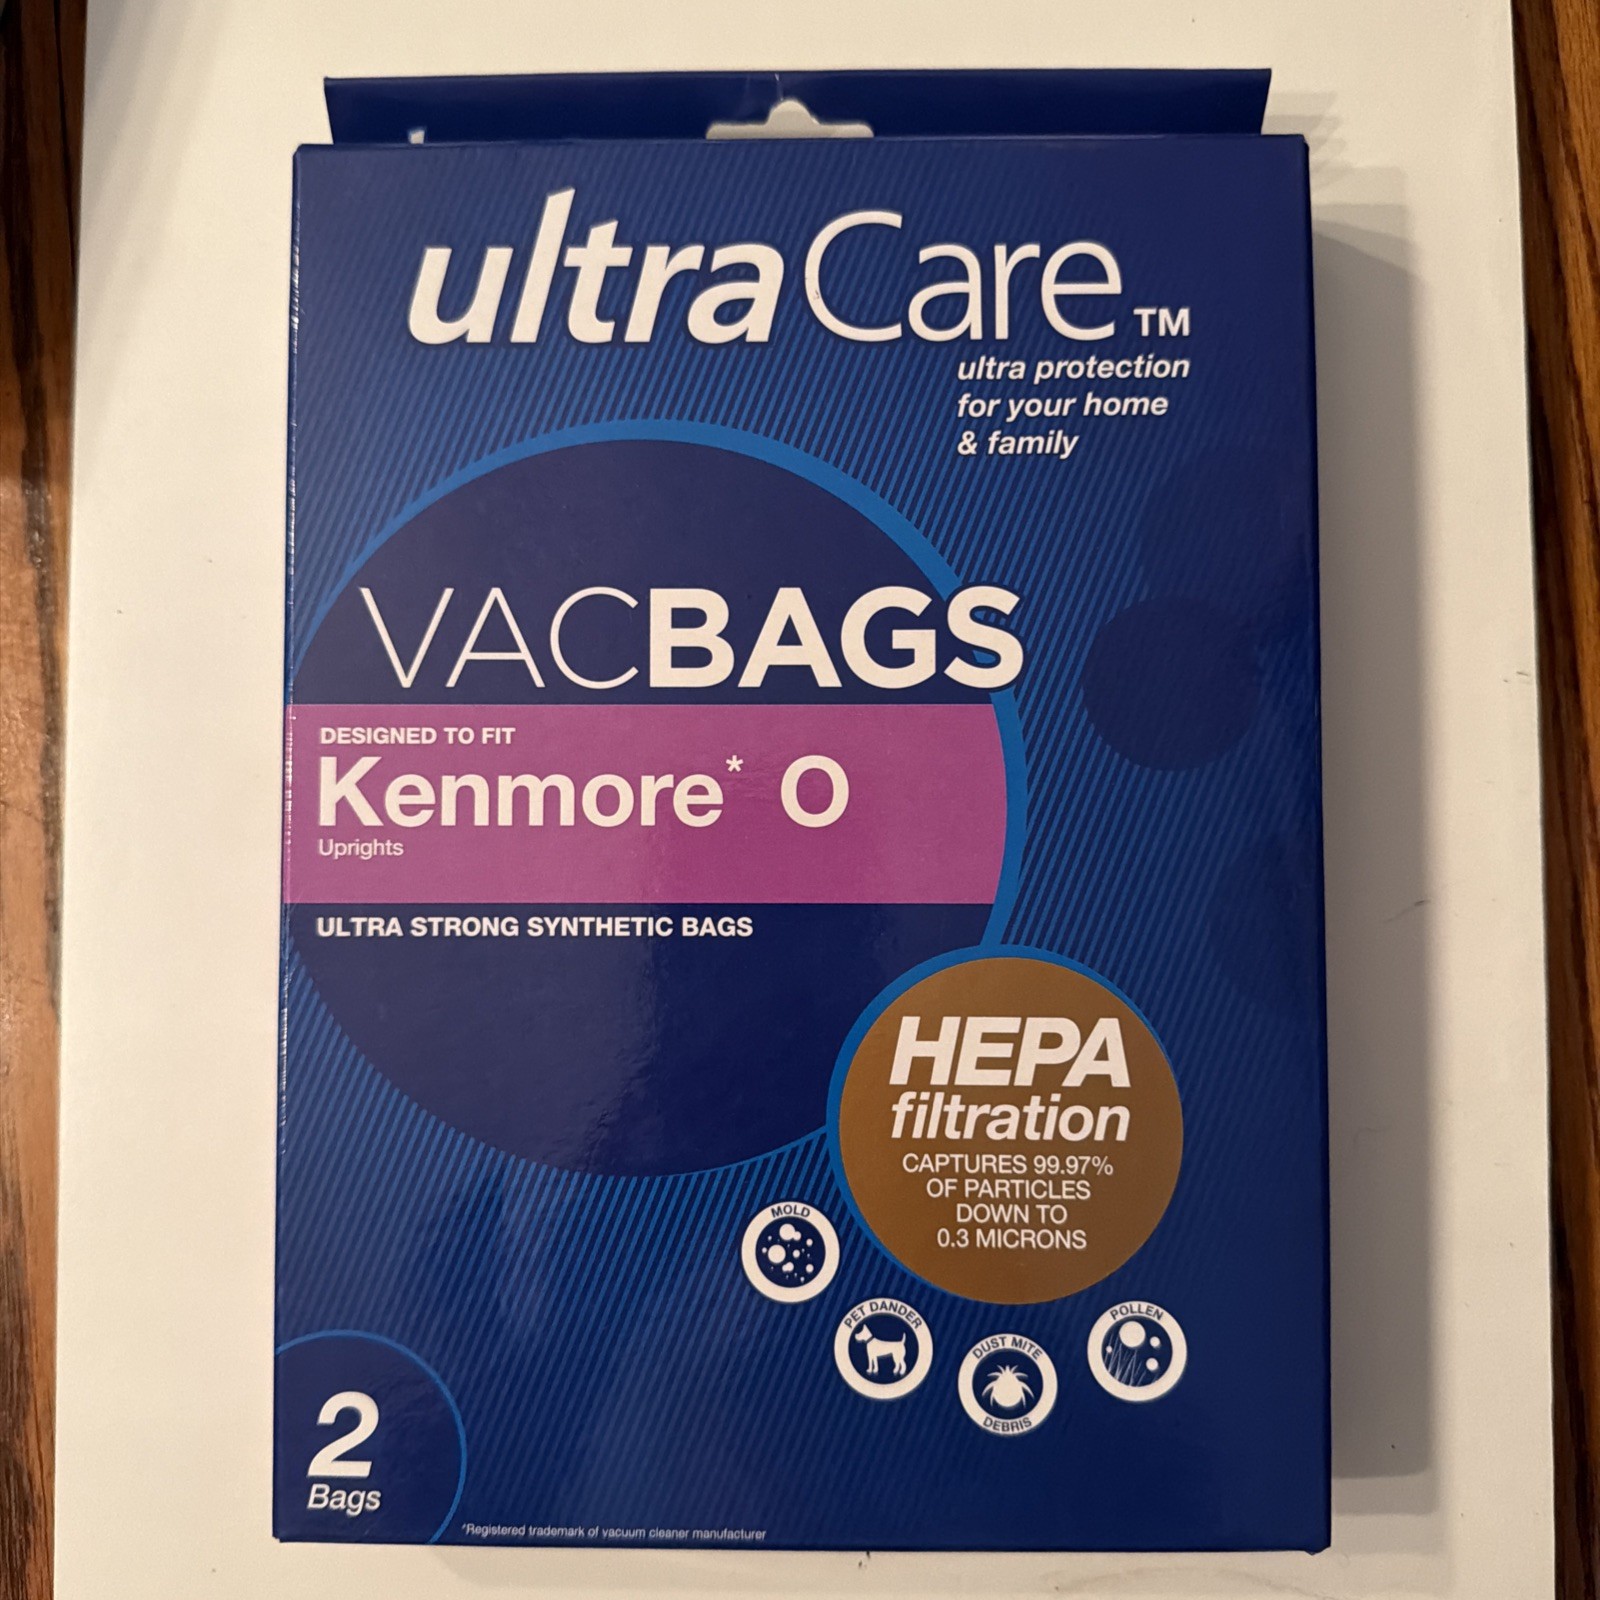 ultraCare™
ultra protection
for your home
& family
VACBAGS
DESIGNED TO FIT
Kenmore* O
Uprights
ULTRA STRONG SYNTHETIC BAGS
HEPA
filtration
CAPTURES 99.97%
OF PARTICLES
DOWN TO
0.3 MICRONS
MOLD
PET DANDER
DUST MITE
DEBRIS
POLLEN
2
Bags
*Registered trademark of vacuum cleaner manufacturer